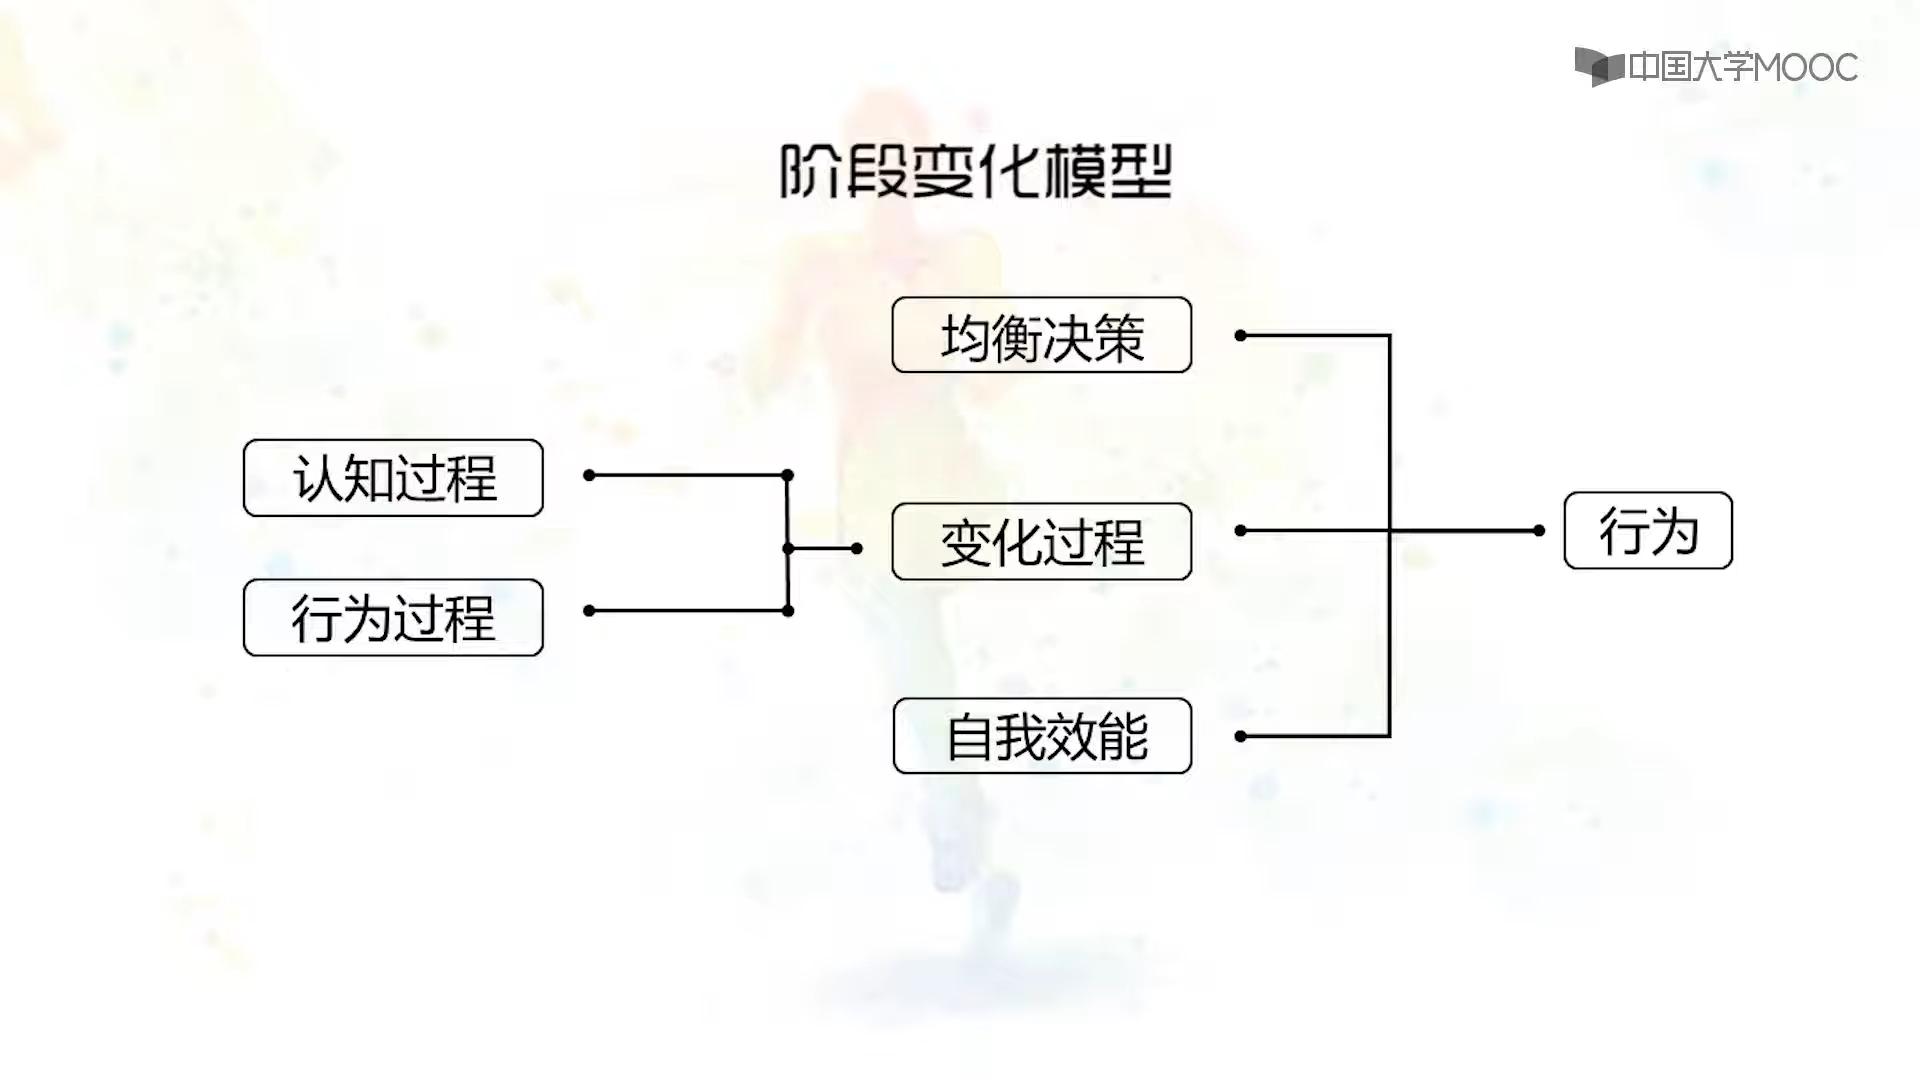 中国大学MOOC
阶段变化模型
均衡决策
认知过程
变化过程
行为
行为过程
自我效能